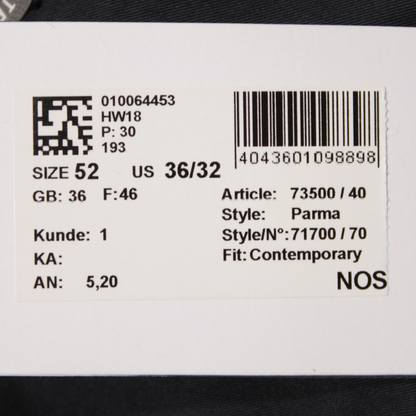 010064453
HW18
P: 30
193
4043601098898
SIZE 52 US 36/32
GB: 36 F:46
Article: 73500 / 40
Style: Parma
Kunde: 1
Style/N°:71700 / 70
KA:
Fit: Contemporary
AN: 5,20
NOS